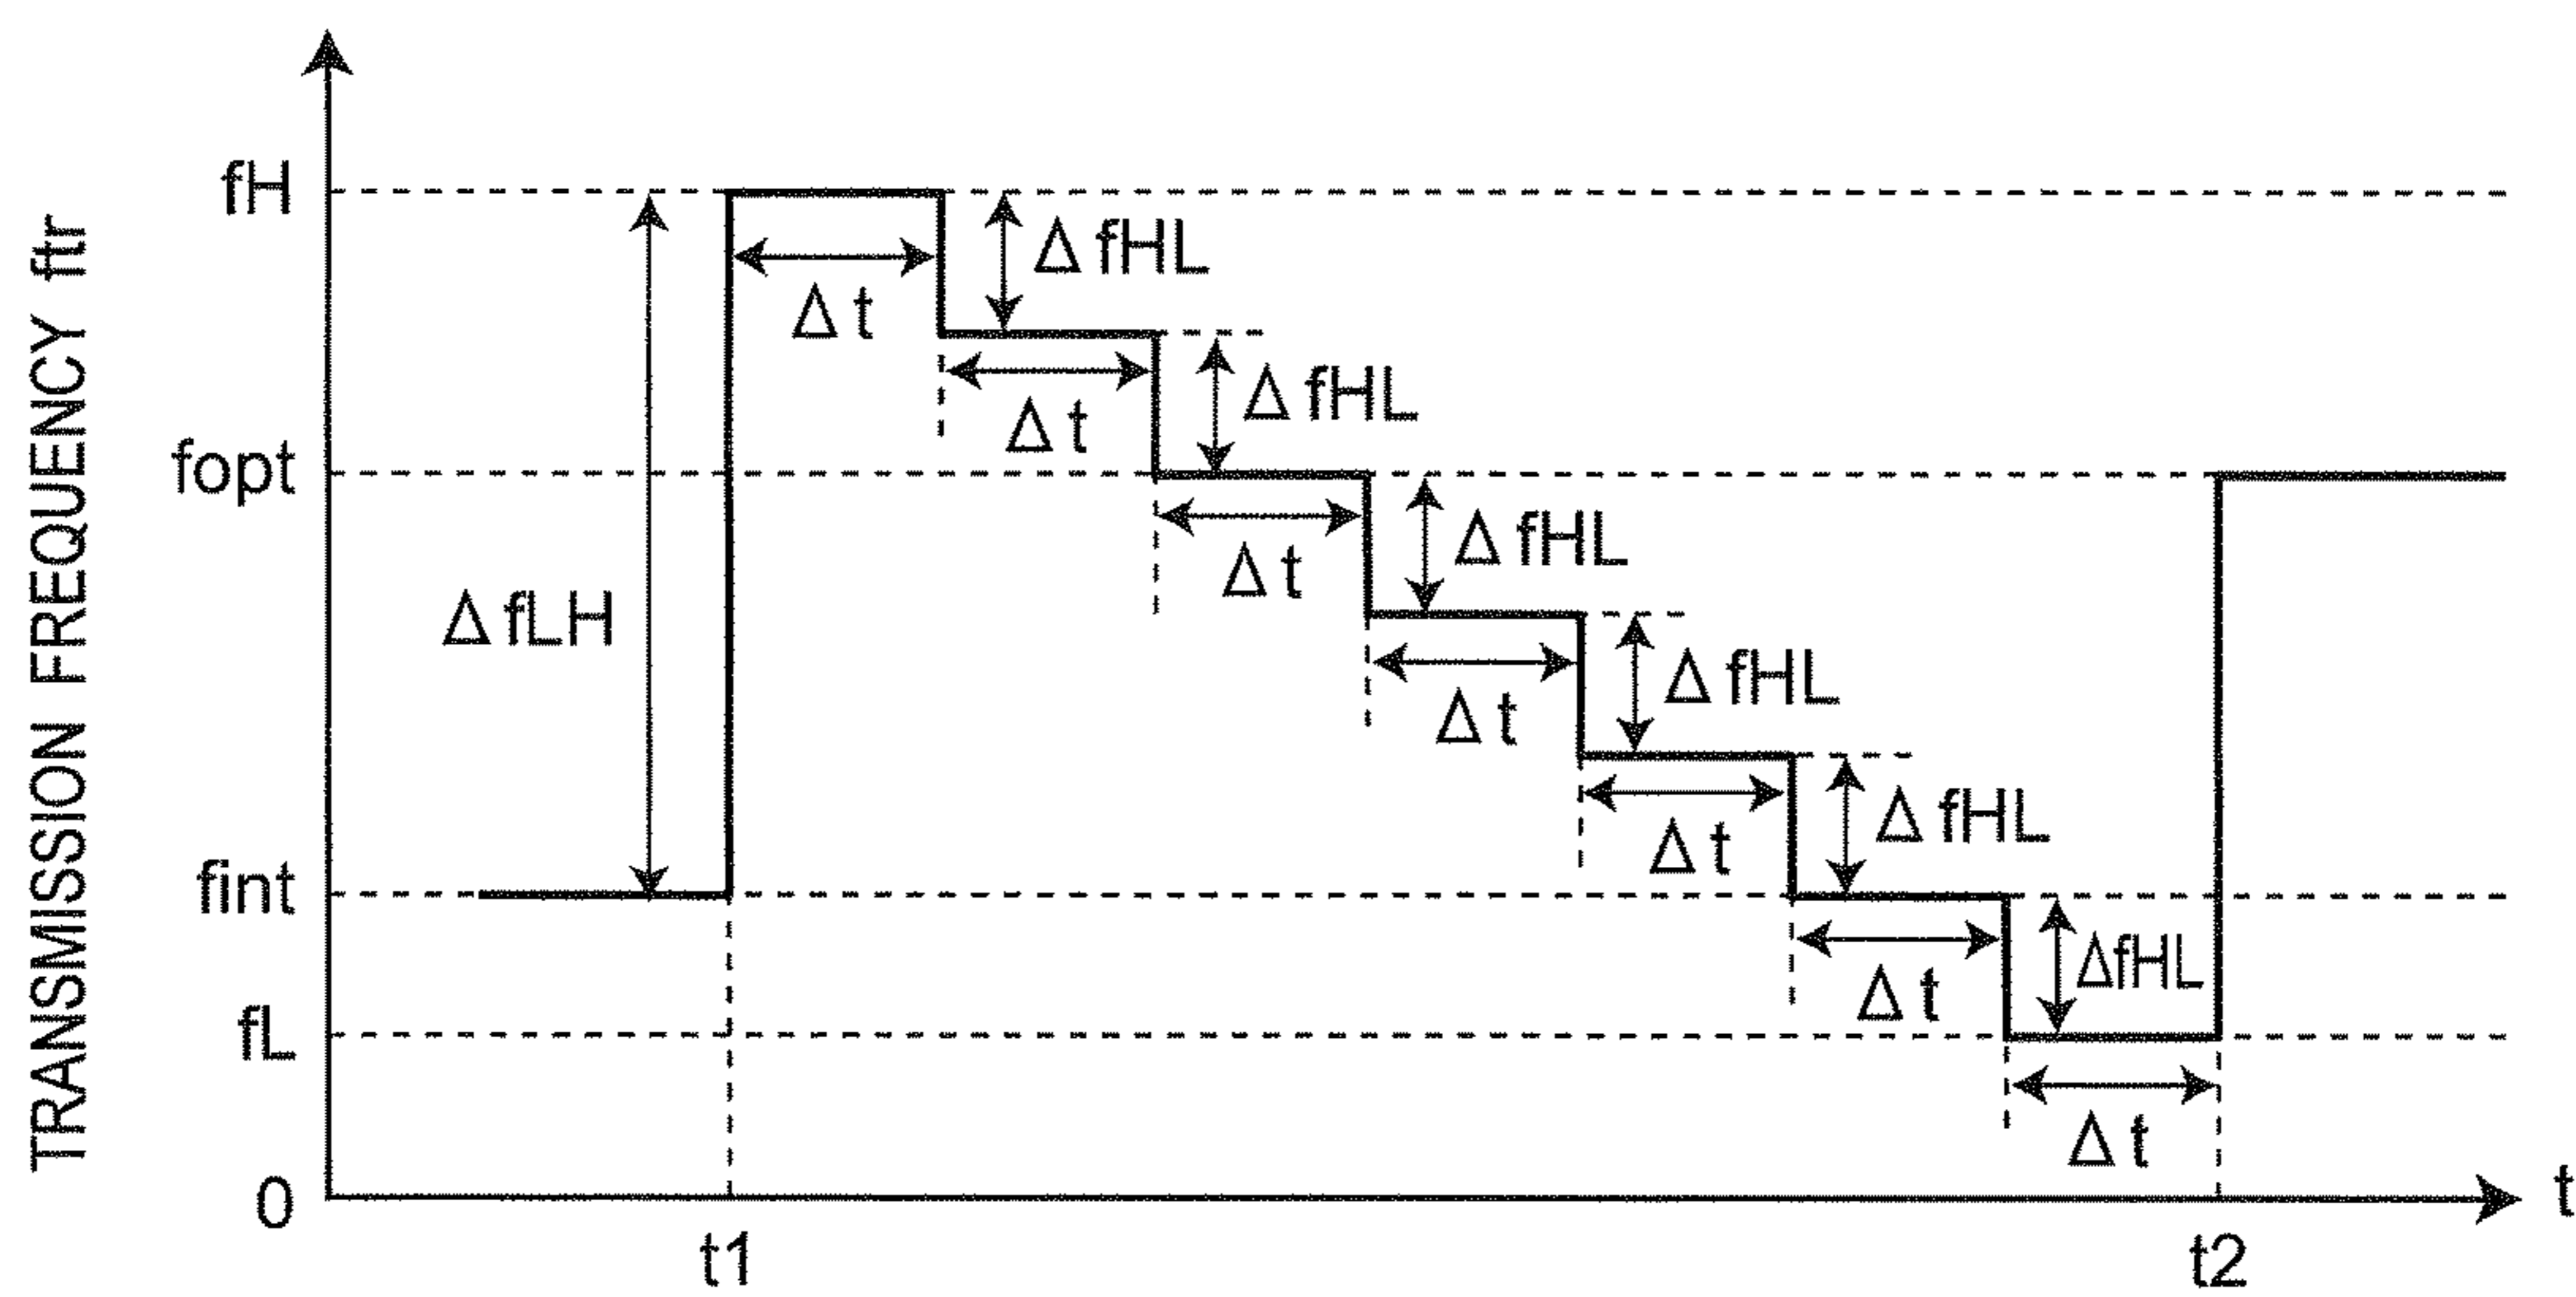 TRANSMISSION FREQUENCY ftr
fH
Δ fHL
Δ t
Δ fHL
Δ t
fopt
Δ fHL
Δ t
Δ fLH
Δ fHL
Δ t
Δ fHL
Δ t
fint
ΔfHL
Δ t
fL
Δ t
0
t
t1
t2